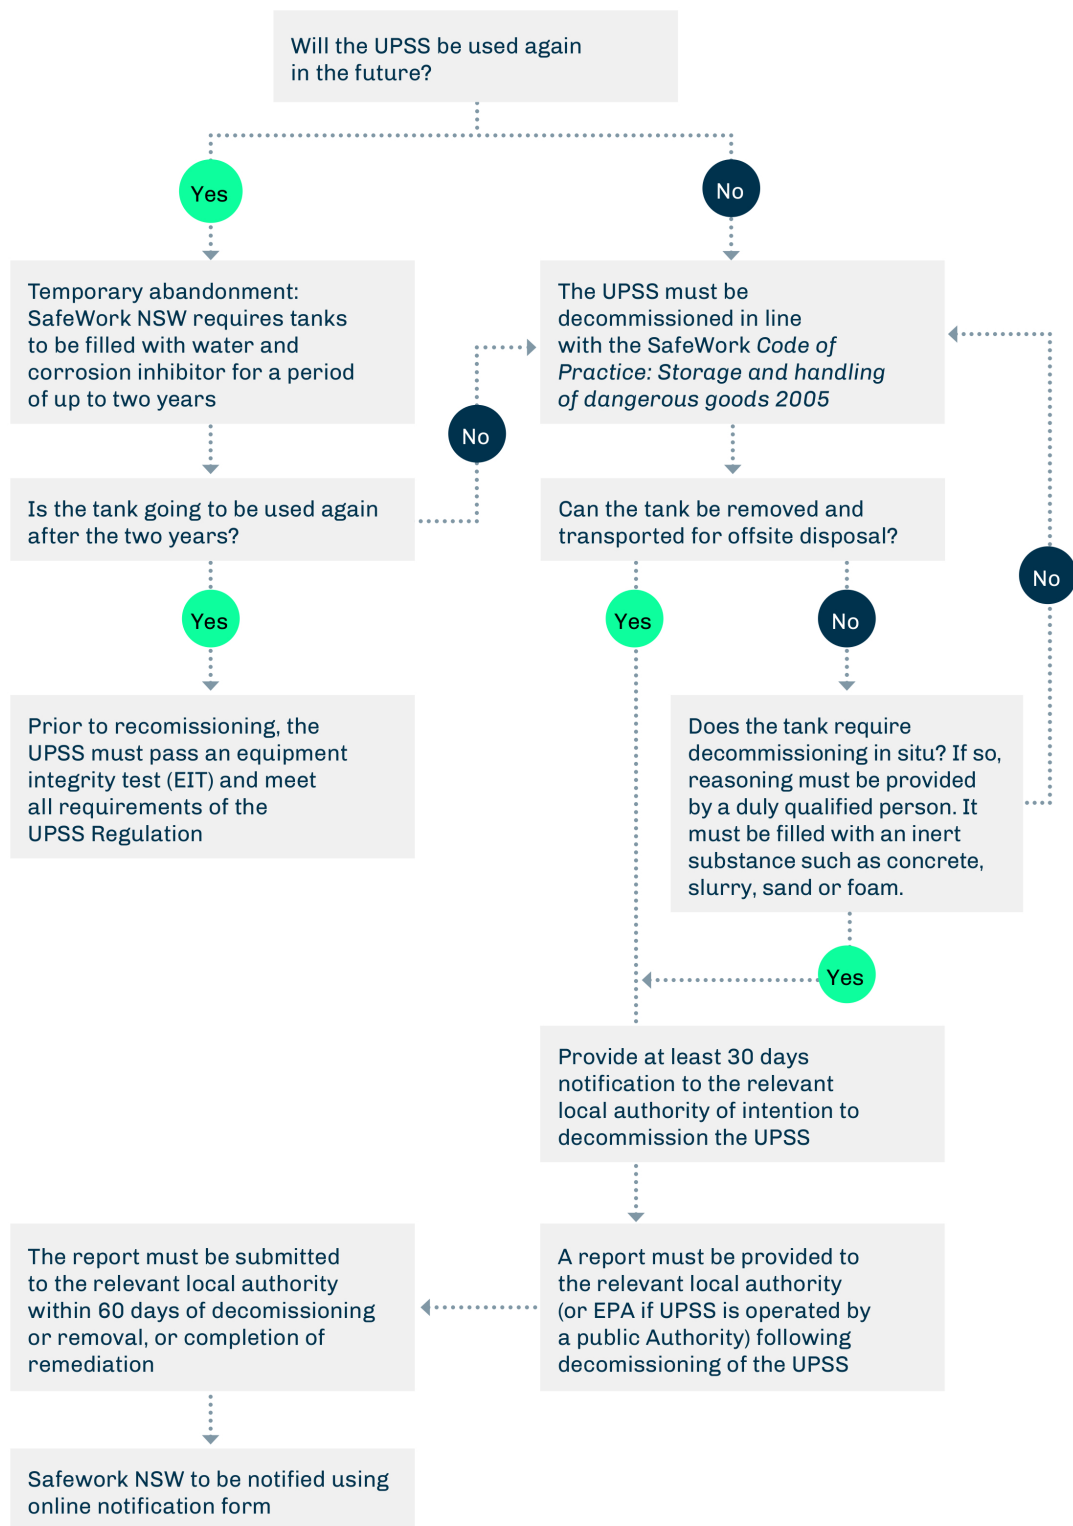 Will the UPSS be used again
in the future?
Yes
No
Temporary abandonment:
SafeWork NSW requires tanks
to be filled with water and
corrosion inhibitor for a period
of up to two years
The UPSS must be
decommissioned in line
with the SafeWork Code of
Practice: Storage and handling
of dangerous goods 2005
No
Is the tank going to be used again
after the two years?
Can the tank be removed and
transported for offsite disposal?
No
Yes
Yes
No
Prior to recomissioning, the
UPSS must pass an equipment
integrity test (EIT) and meet
all requirements of the
UPSS Regulation
Does the tank require
decommissioning in situ? If so,
reasoning must be provided
by a duly qualified person. It
must be filled with an inert
substance such as concrete,
slurry, sand or foam.
Yes
Provide at least 30 days
notification to the relevant
local authority of intention to
decommission the UPSS
A report must be provided to
the relevant local authority
(or EPA if UPSS is operated by
a public Authority) following
decomissioning of the UPSS
The report must be submitted
to the relevant local authority
within 60 days of decomissioning
or removal, or completion of
remediation
Safework NSW to be notified using
online notification form